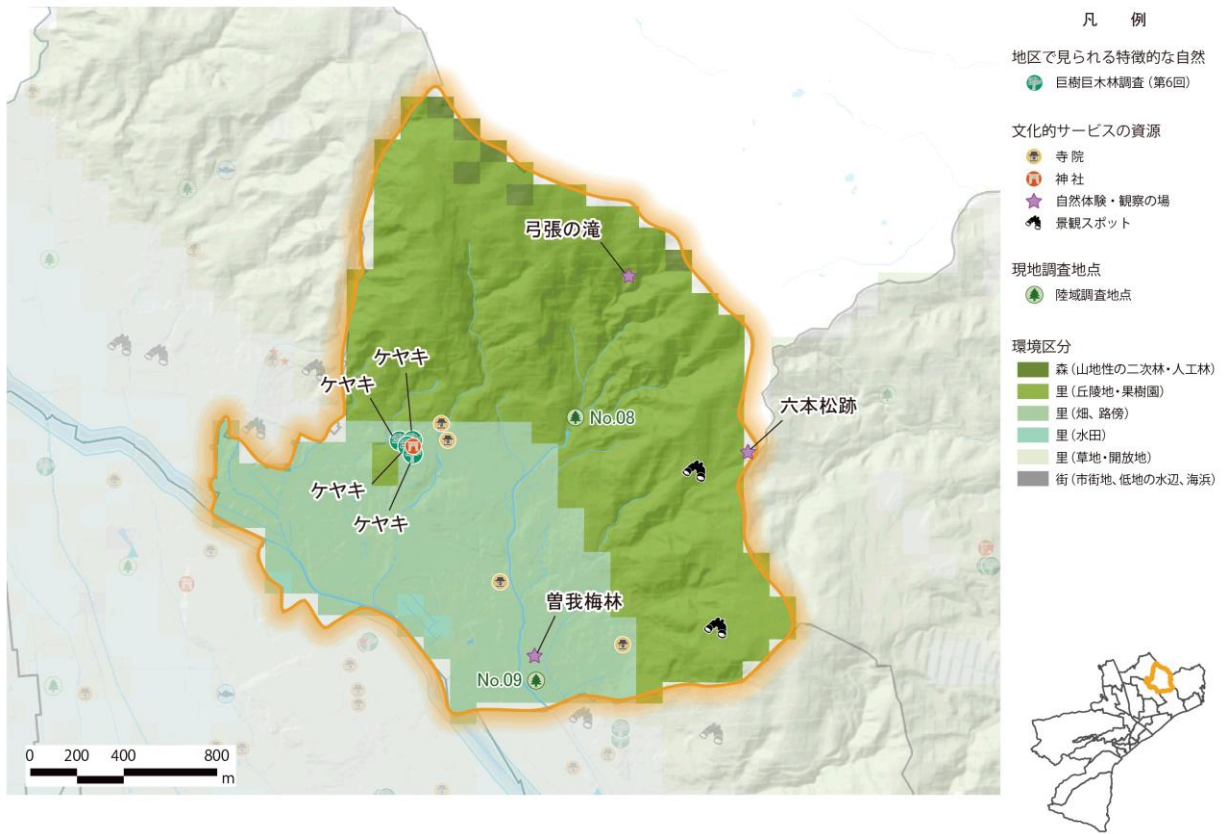 弓張の滝
ケヤキ
ケヤキ
No.08
六本松跡
ケヤキ
ケヤキ
曽我梅林
No.09
0 200 400 800
m
凡 例
地区で見られる特徴的な自然
巨樹巨木林調査（第6回）
文化的サービスの資源
寺院
神社
自然体験・観察の場
景観スポット
現地調査地点
陸域調査地点
環境区分
森（山地性の二次林・人工林）
里（丘陵地・果樹園）
里（畑、路傍）
里（水田）
里（草地・開放地）
街（市街地、低地の水辺、海浜）